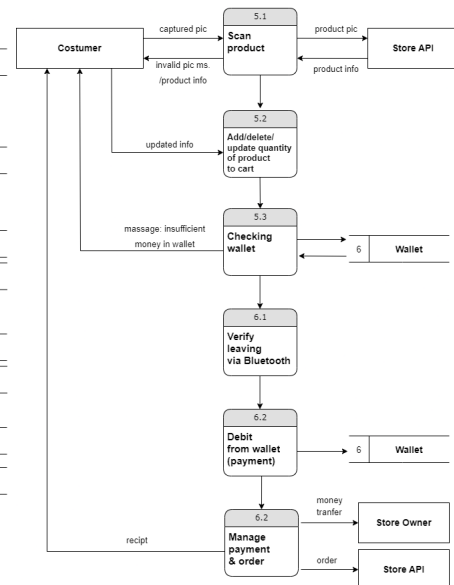 5.1
captured pic
product pic
Costumer
Scan
product
Store API
invalid pic ms.
/product info
product info
5.2
Add/delete/
update quantity
of product
to cart
updated info
5.3
massage: insufficient
money in wallet
Checking
wallet
6
Wallet
6.1
Verify
leaving
via Bluetooth
6.2
Debit
from wallet
(payment)
6
Wallet
6.2
money
tranfer
Store Owner
Manage
payment
& order
recipt
order
Store API